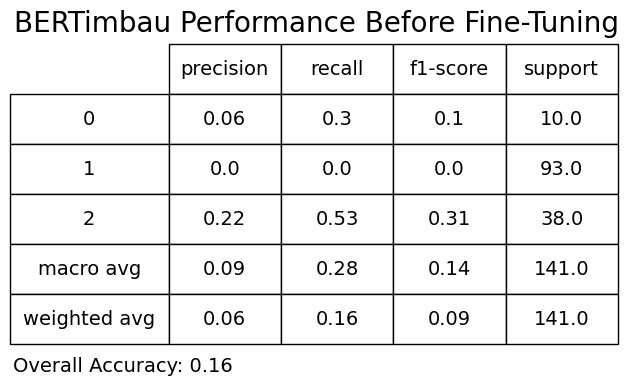 BERTimbau Performance Before Fine-Tuning
precision recall f1-score support
0 0.06 0.3 0.1 10.0
1 0.0 0.0 0.0 93.0
2 0.22 0.53 0.31 38.0
macro avg 0.09 0.28 0.14 141.0
weighted avg 0.06 0.16 0.09 141.0
Overall Accuracy: 0.16